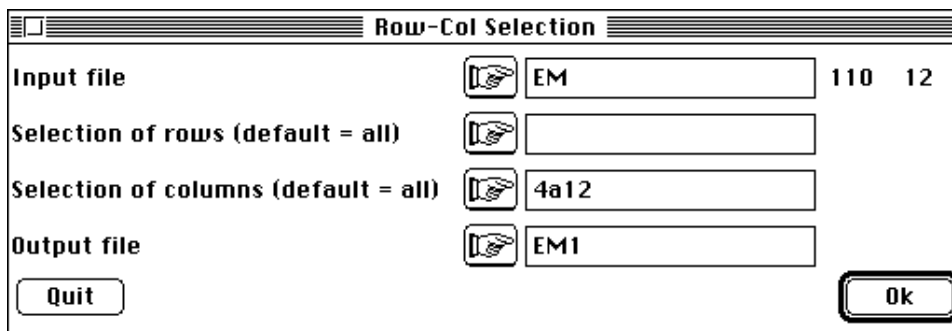 Row-Col Selection
Input file EM 110 12
Selection of rows (default = all)
Selection of columns (default = all) 4a12
Output file EM1
Quit Ok